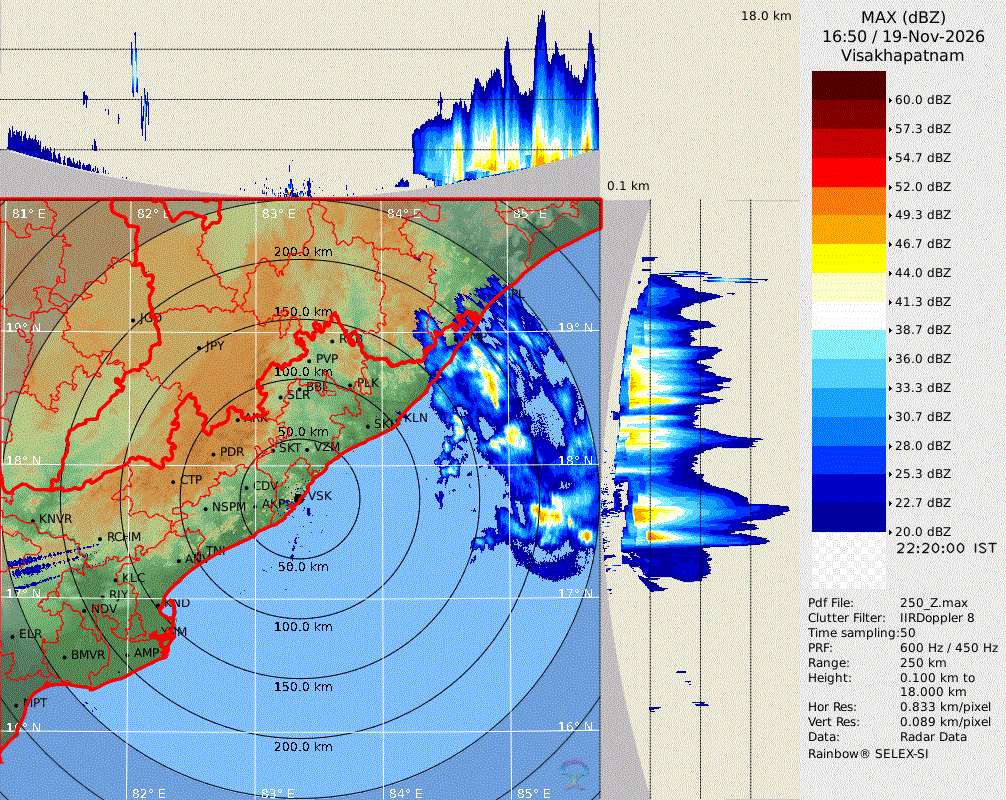 18.0 km
MAX (dBZ)
16:50 / 19-Nov-2026
Visakhapatnam
60.0 dBZ
57.3 dBZ
54.7 dBZ
52.0 dBZ
49.3 dBZ
46.7 dBZ
44.0 dBZ
41.3 dBZ
38.7 dBZ
36.0 dBZ
33.3 dBZ
30.7 dBZ
28.0 dBZ
25.3 dBZ
22.7 dBZ
20.0 dBZ
22:20:00 IST
Pdf File: 250_Z.max
Clutter Filter: IIRDoppler 8
Time sampling:50
PRF: 600 Hz / 450 Hz
Range: 250 km
Height: 0.100 km to
18.000 km
Hor Res: 0.833 km/pixel
Vert Res: 0.089 km/pixel
Data: Radar Data
Rainbow® SELEX-SI
0.1 km
81° E 82° E 83° E 84° E 85° E
200.0 km
150.0 km
JGD
19° N 19° N
JPY
PVP
100.0 km
PLK
SLR
KLN
50.0 km
SKT VZM
PDR
18° N 18° N
CTP
CDV
VSK
NSPM AKP
KNVR
RCHM
TNI
50.0 km
KLC
RJY
17° N 17° N
KND
NDV
100.0 km
ELR
BMVR AMP
150.0 km
MPT
16° N 16° N
200.0 km
82° E 83° E 84° E 85° E